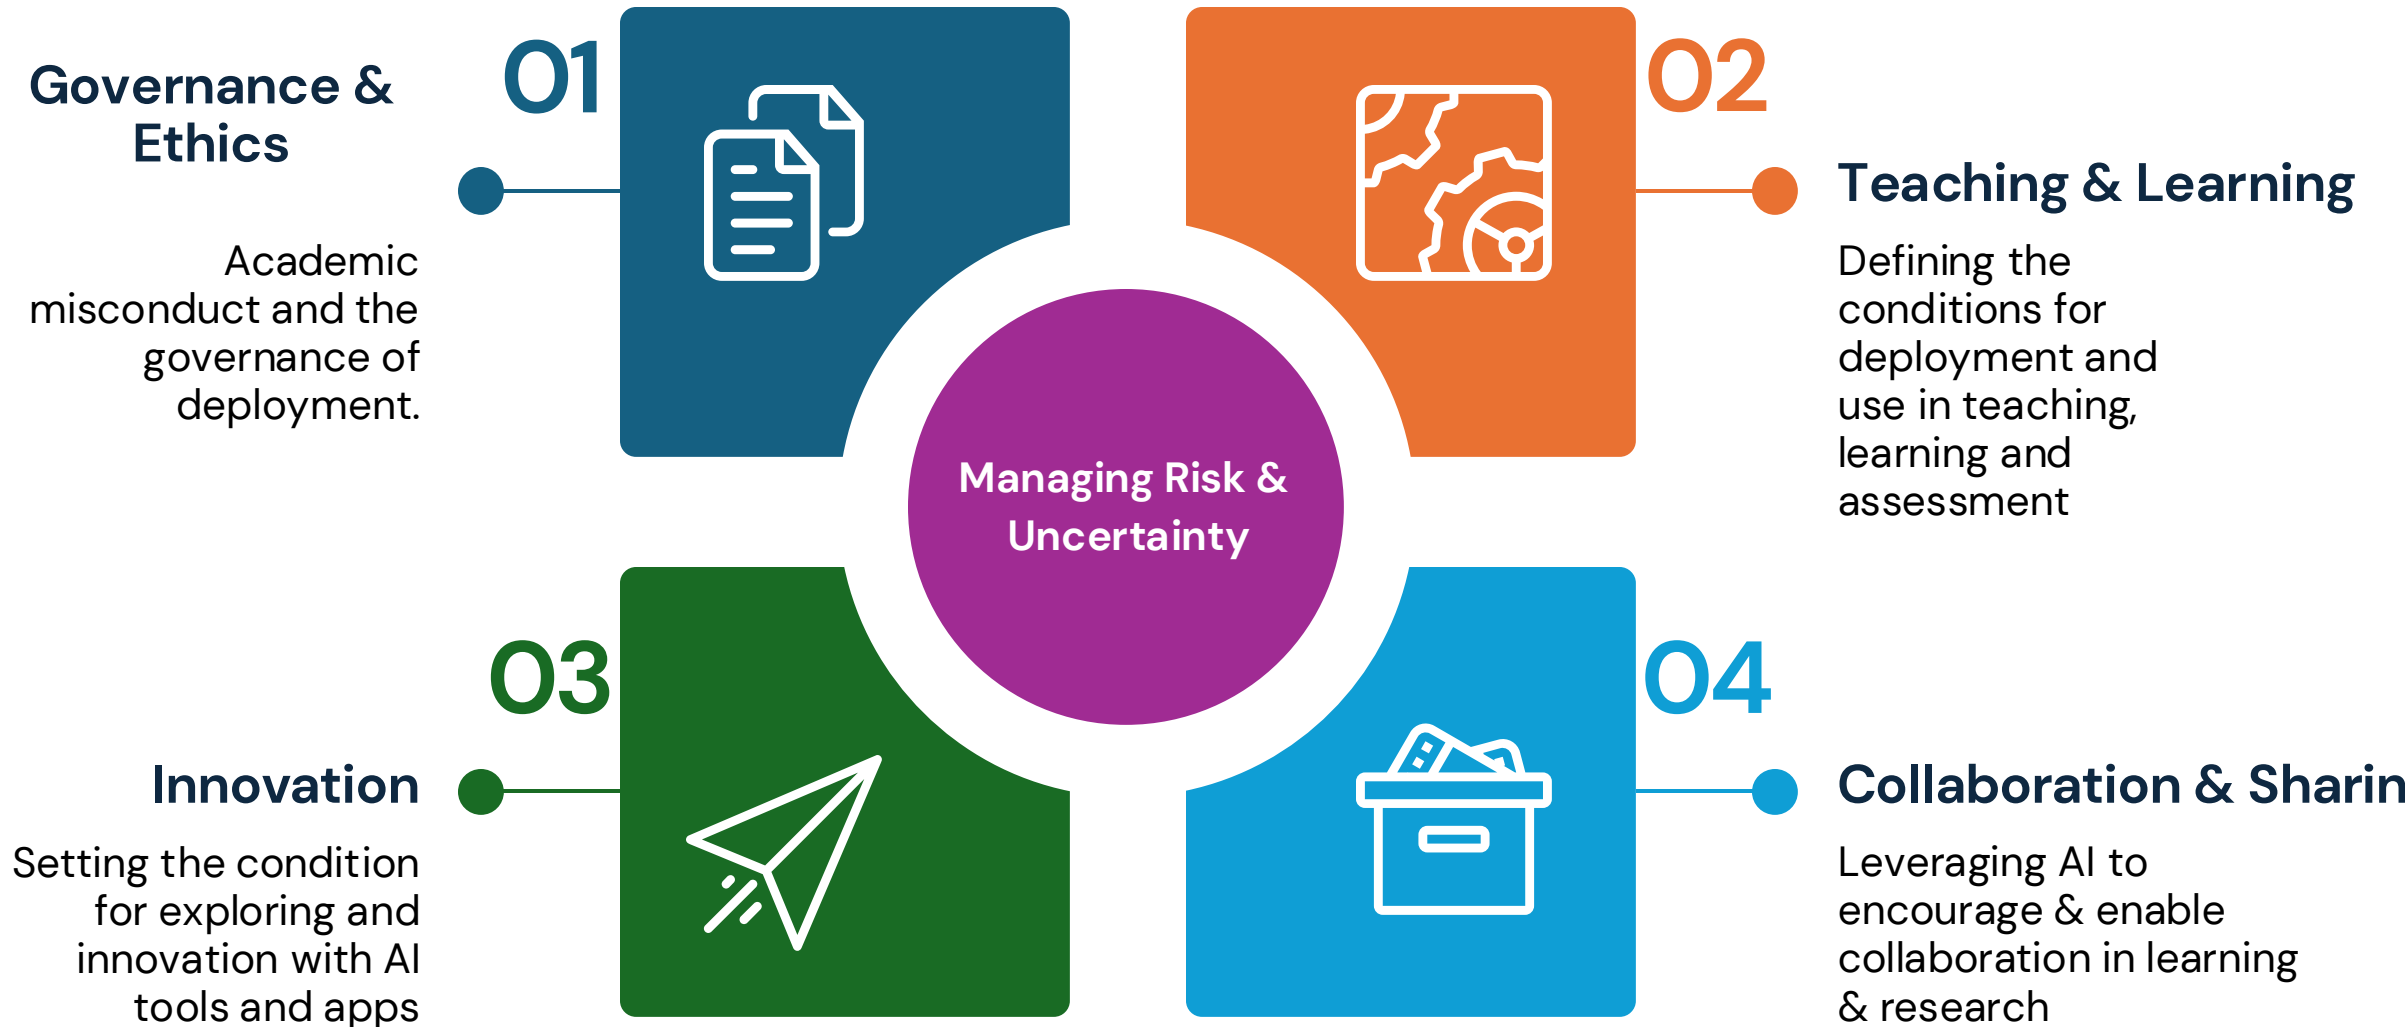 01
Governance &
Ethics
Academic
misconduct and the
governance of
deployment.
02
Teaching & Learning
Defining the
conditions for
deployment and
use in teaching,
learning and
assessment
Managing Risk &
Uncertainty
03
Innovation
Setting the condition
for exploring and
innovation with AI
tools and apps
04
Collaboration & Sharin
Leveraging AI to
encourage & enable
collaboration in learning
& research